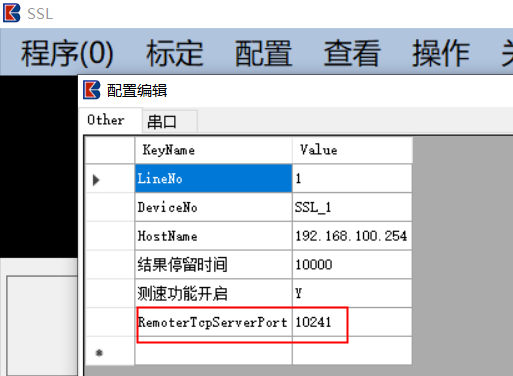 SSL
程序(O) 标定 配置 查看 操作
配置编辑
Other 串口
KeyName Value
LineNo 1
DeviceNo SSL_1
HostName 192.168.100.254
结果停留时间 10000
测速功能开启 Y
RemoterTcpServerPort 10241